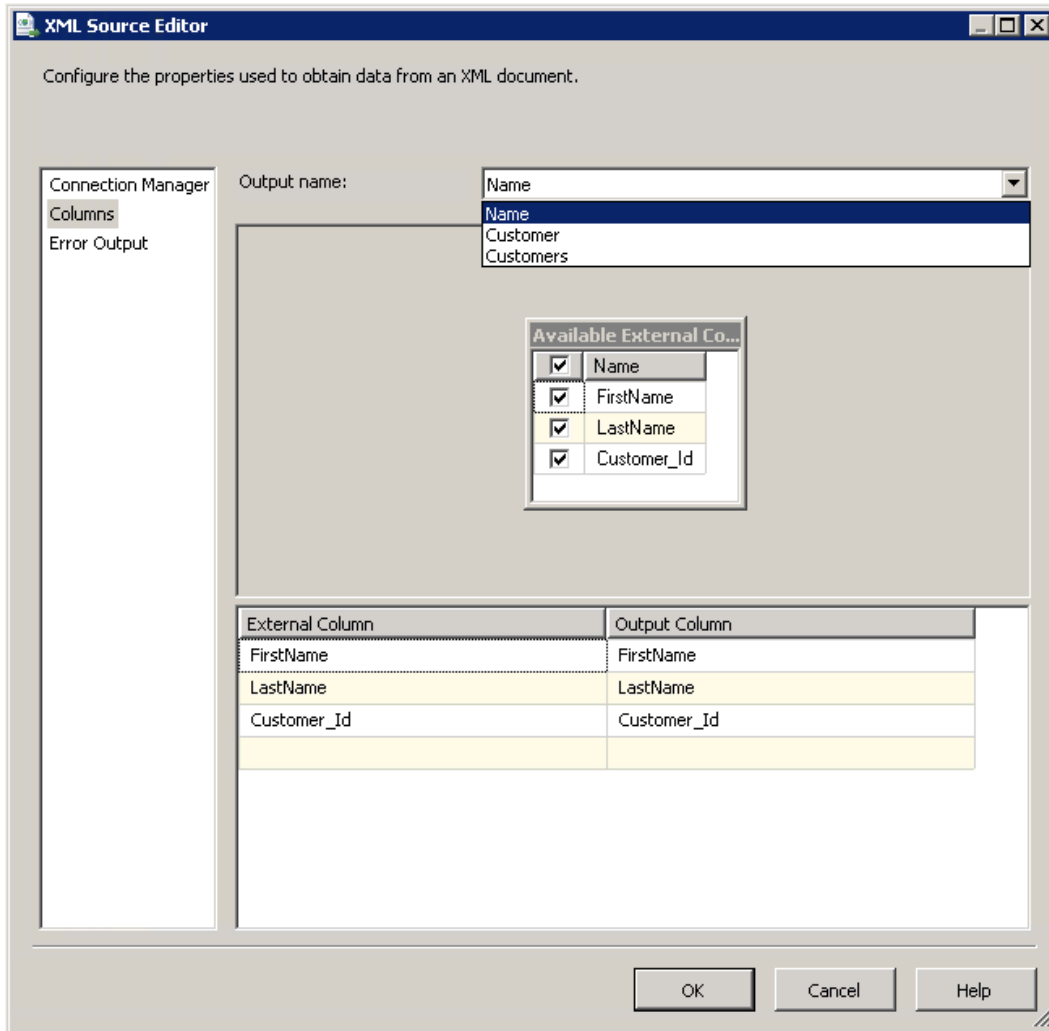 XML Source Editor
Configure the properties used to obtain data from an XML document.
Connection Manager
Columns
Error Output
Output name:
Name
Name
Customer
Customers
Available External Co...
Name
FirstName
LastName
Customer_Id
External Column Output Column
FirstName FirstName
LastName LastName
Customer_Id Customer_Id
OK Cancel Help